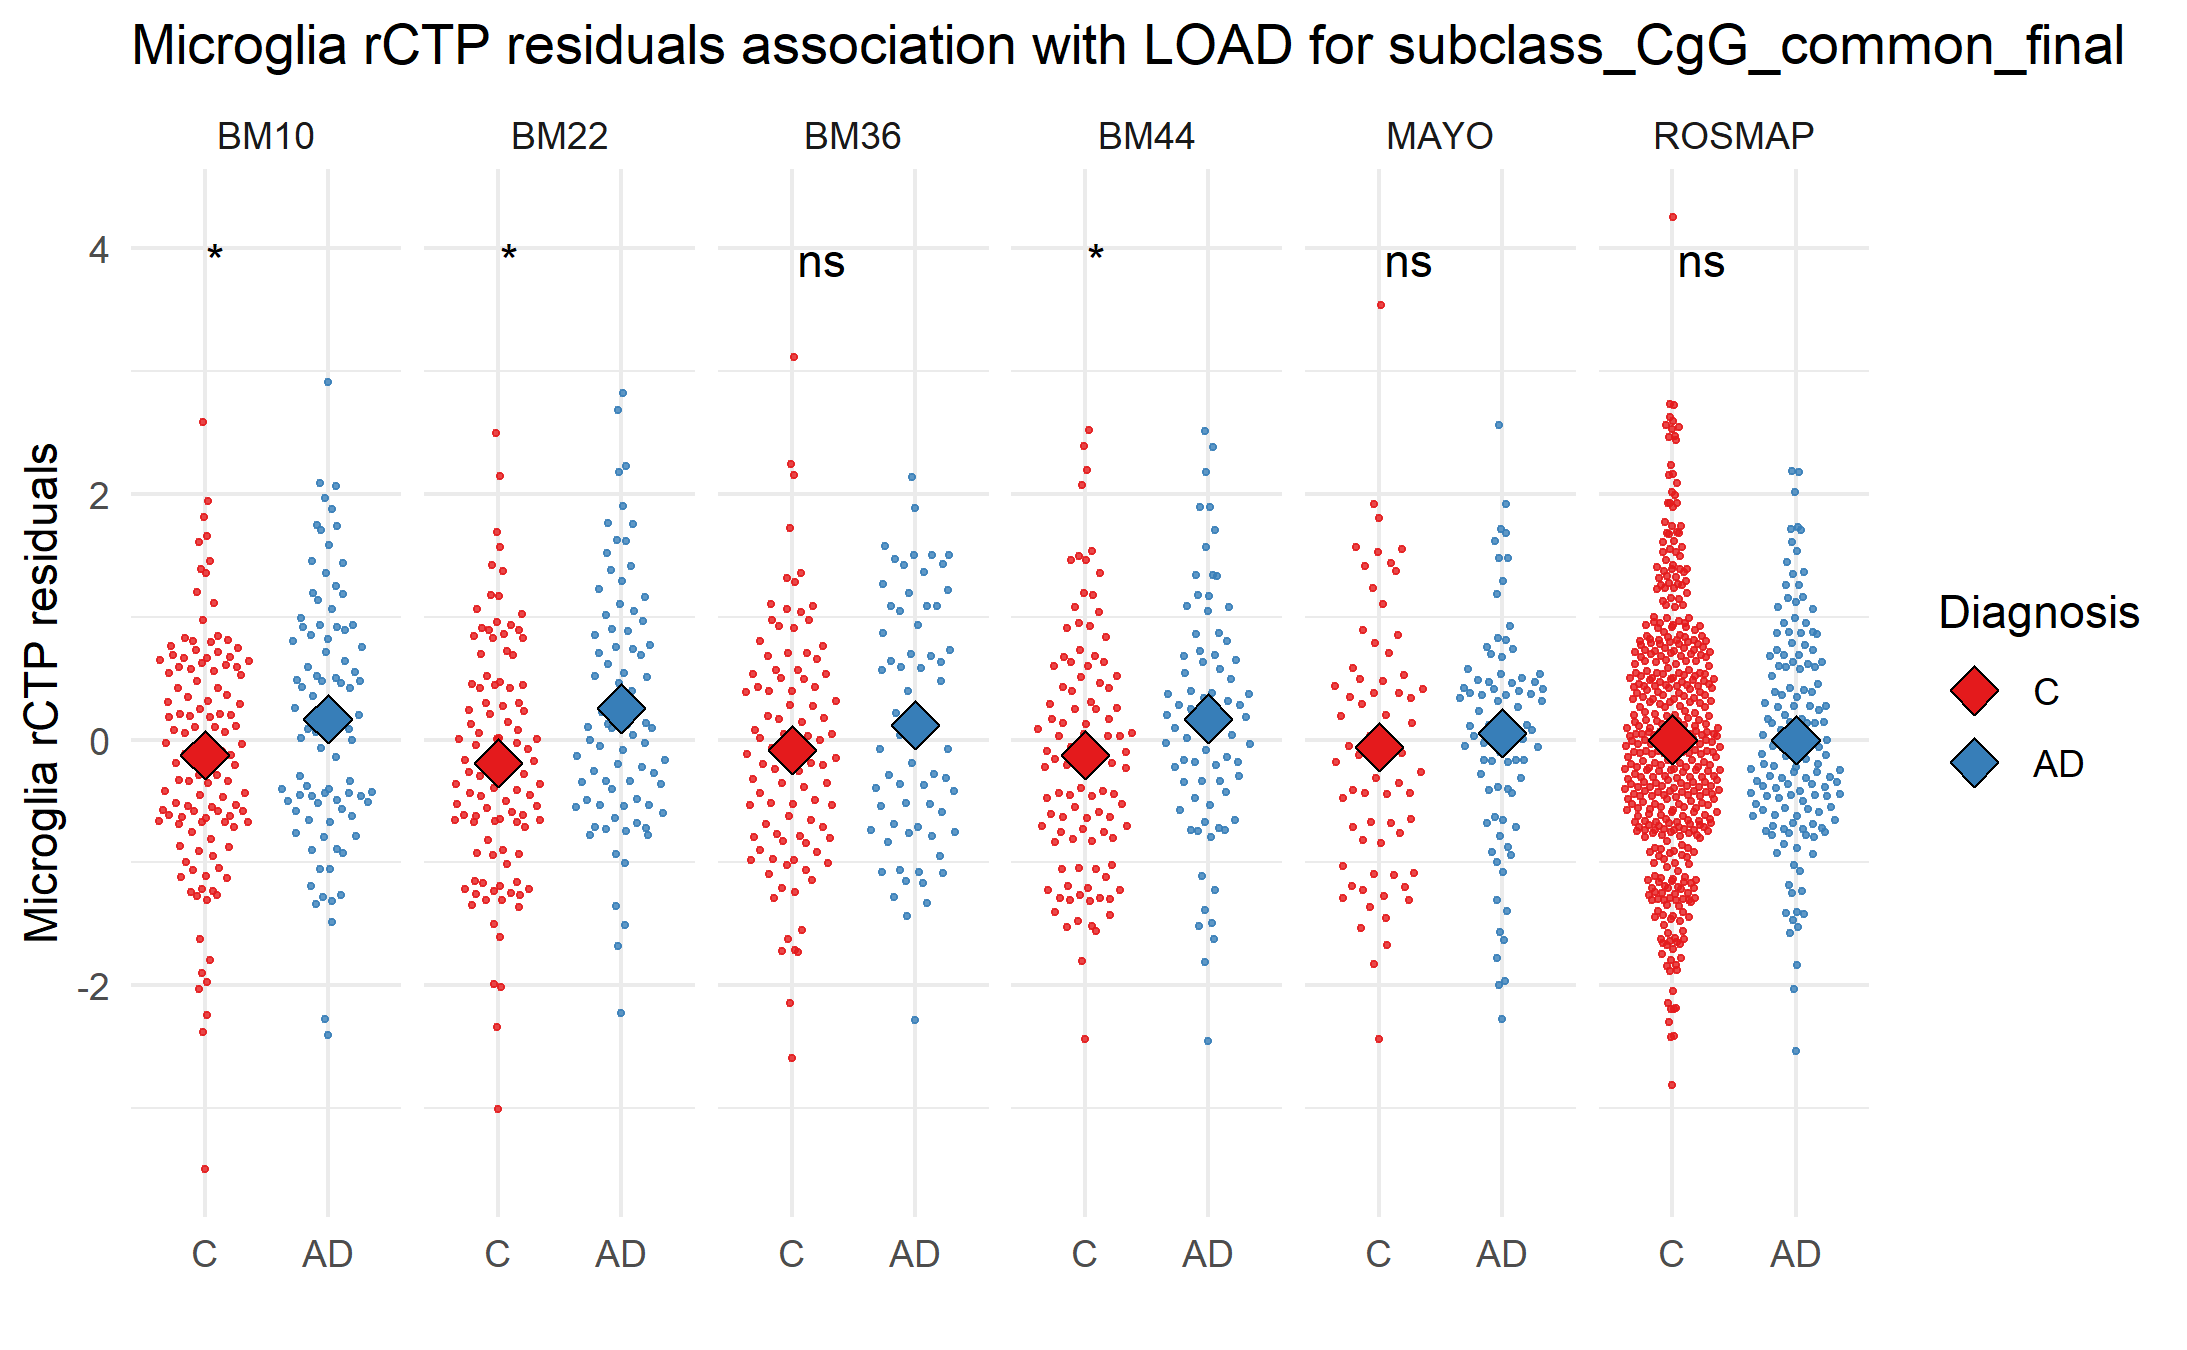 Microglia rCTP residuals association with LOAD for subclass_CgG_common_final
BM10 BM22 BM36 BM44 MAYO ROSMAP
* * ns * ns ns
4
2
0
-2
Microglia rCTP residuals
C AD C AD C AD C AD C AD C AD
Diagnosis
C
AD